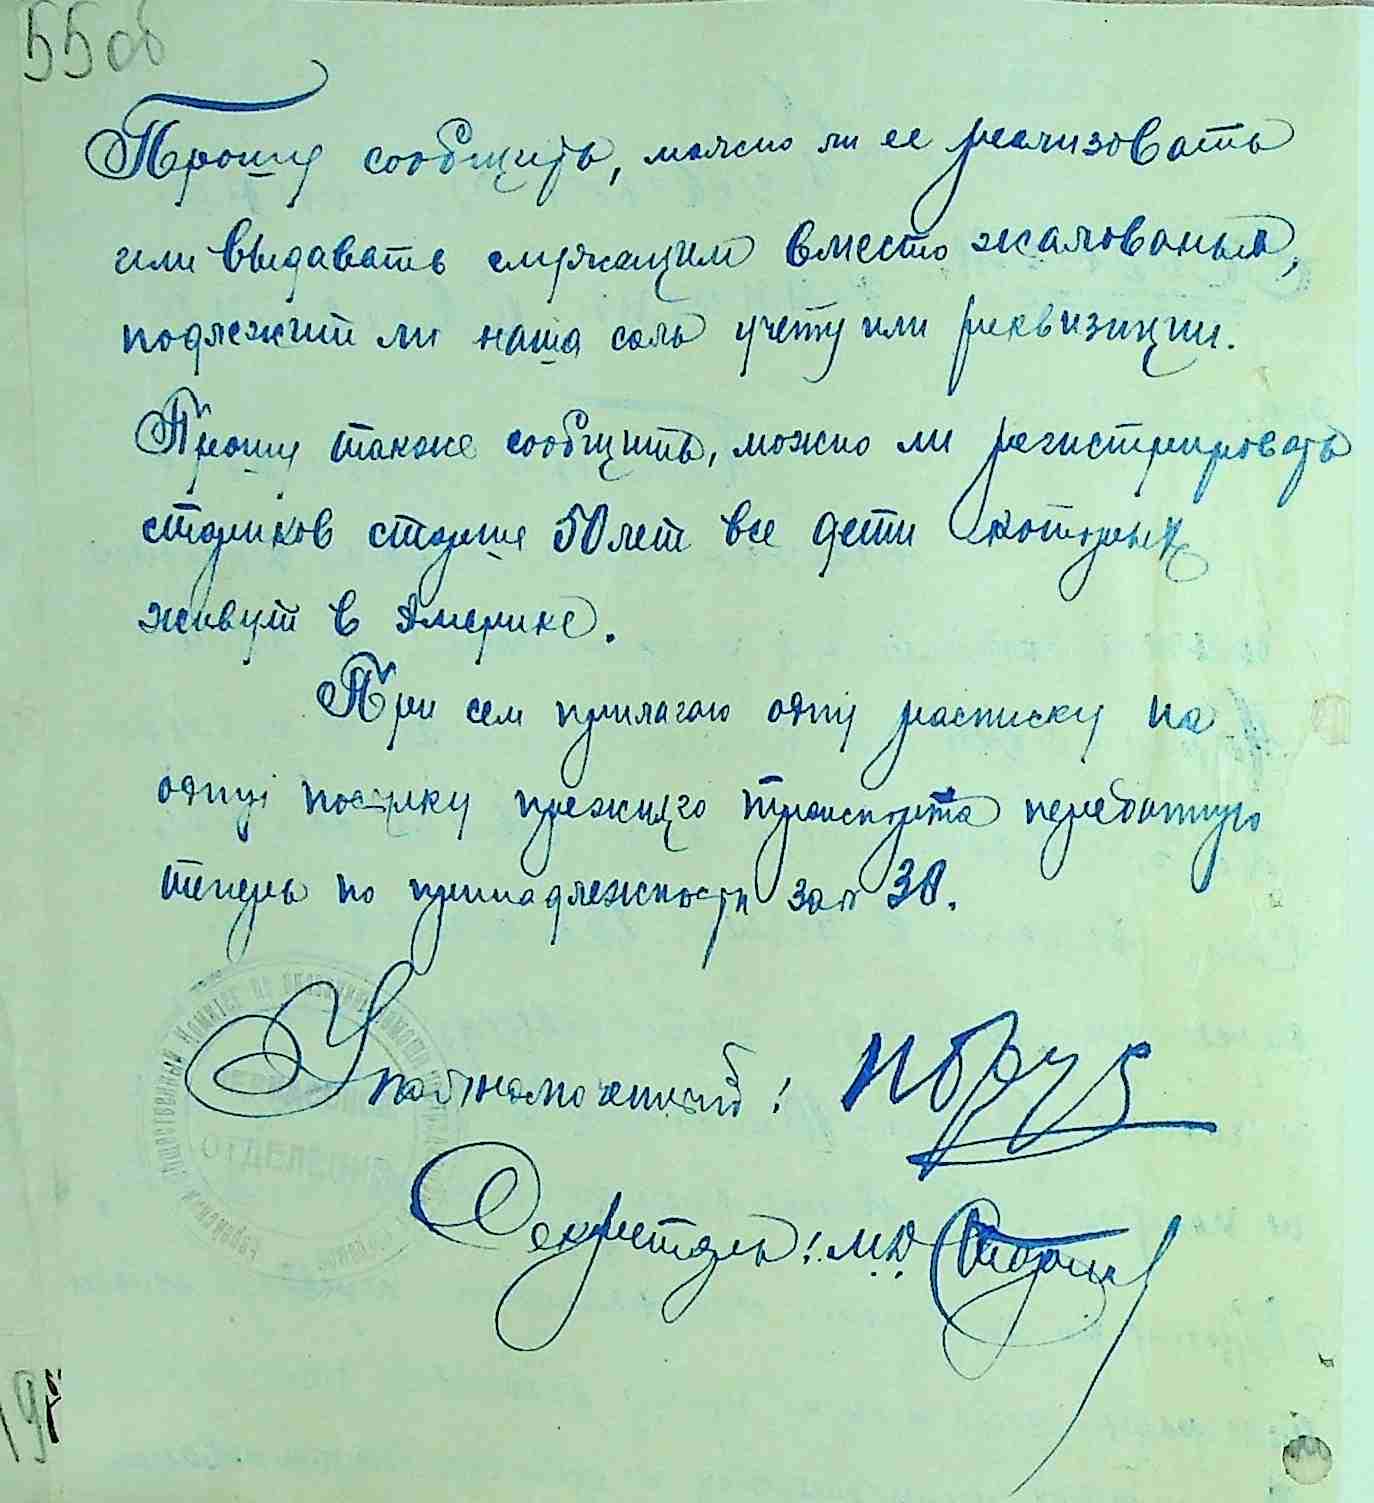 55об
Прошу сообщить, можно ли ее реализовать
или выдавать служащим вместо жалованья,
подлежит ли наша соль учету или реквизиции.
Прошу также сообщить, можно ли регистрировать
стариков старше 50 лет все дети которых
живут в Америке.
При сем прилагаю одну расписку на
одну посылку прежняго транспорта
теперь по принадлежности за № 38.
Уполномоченный:
Секретарь: М.Д.
ОТДЕЛЕНИЕ
19